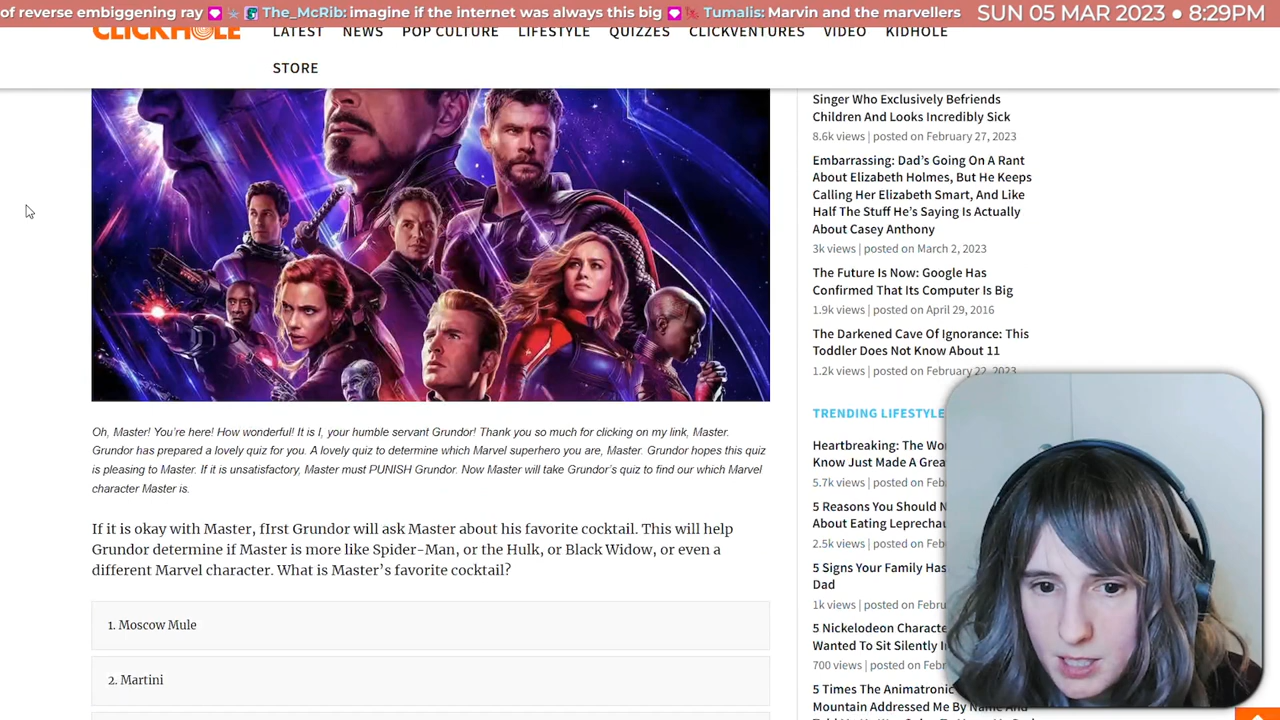 of reverse embiggening ray The_McRib: imagine if the internet was always this big Tumalis: Marvin and the marvellers
SUN 05 MAR 2023 ● 8:29PM
CLICKHOLE
LATEST NEWS POP CULTURE LIFESTYLE QUIZZES CLICKVENTURES VIDEO KIDHOLE
STORE
Oh, Master! You're here! How wonderful! It is I, your humble servant Grundor! Thank you so much for clicking on my link, Master.
Grundor has prepared a lovely quiz for you. A lovely quiz to determine which Marvel superhero you are, Master. Grundor hopes this quiz
is pleasing to Master. If it is unsatisfactory, Master must PUNISH Grundor. Now Master will take Grundor's quiz to find our which Marvel
character Master is.
If it is okay with Master, fIrst Grundor will ask Master about his favorite cocktail. This will help
Grundor determine if Master is more like Spider-Man, or the Hulk, or Black Widow, or even a
different Marvel character. What is Master's favorite cocktail?
1. Moscow Mule
2. Martini
Singer Who Exclusively Befriends
Children And Looks Incredibly Sick
8.6k views | posted on February 27, 2023
Embarrassing: Dad's Going On A Rant
About Elizabeth Holmes, But He Keeps
Calling Her Elizabeth Smart, And Like
Half The Stuff He's Saying Is Actually
About Casey Anthony
3k views | posted on March 2, 2023
The Future Is Now: Google Has
Confirmed That Its Computer Is Big
1.9k views | posted on April 29, 2016
The Darkened Cave Of Ignorance: This
Toddler Does Not Know About 11
1.2k views | posted on February 22, 2023
TRENDING LIFESTYLE
Heartbreaking: The
Know Just Made A
5.7k views | posted on
5 Reasons You Should
About Eating
2.5k views | posted on
5 Signs Your Family Has
Dad
1k views | posted on
5 Nickelodeon
Wanted To Sit Silently
700 views | posted on
5 Times The Animatronic
Mountain Addressed Me By Name And